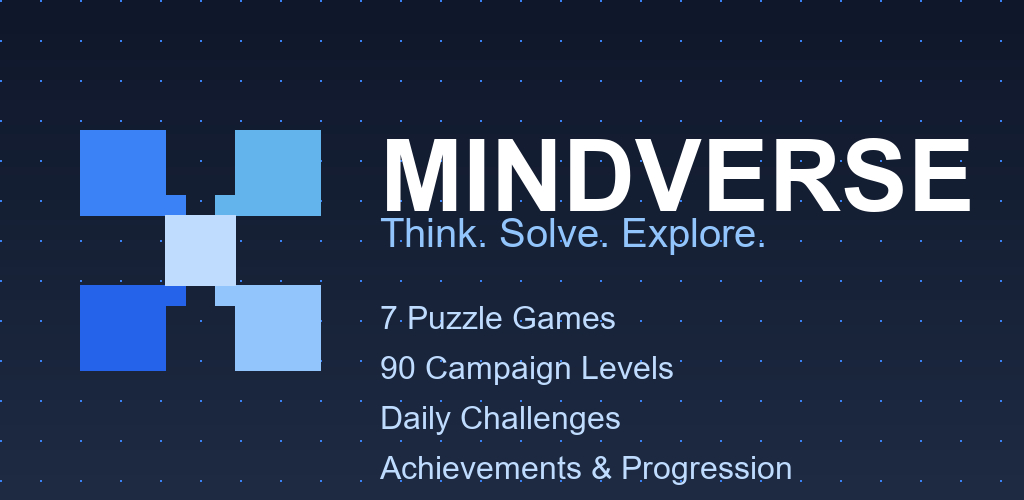 MINDVERSE
Think. Solve. Explore.
7 Puzzle Games
90 Campaign Levels
Daily Challenges
Achievements & Progression